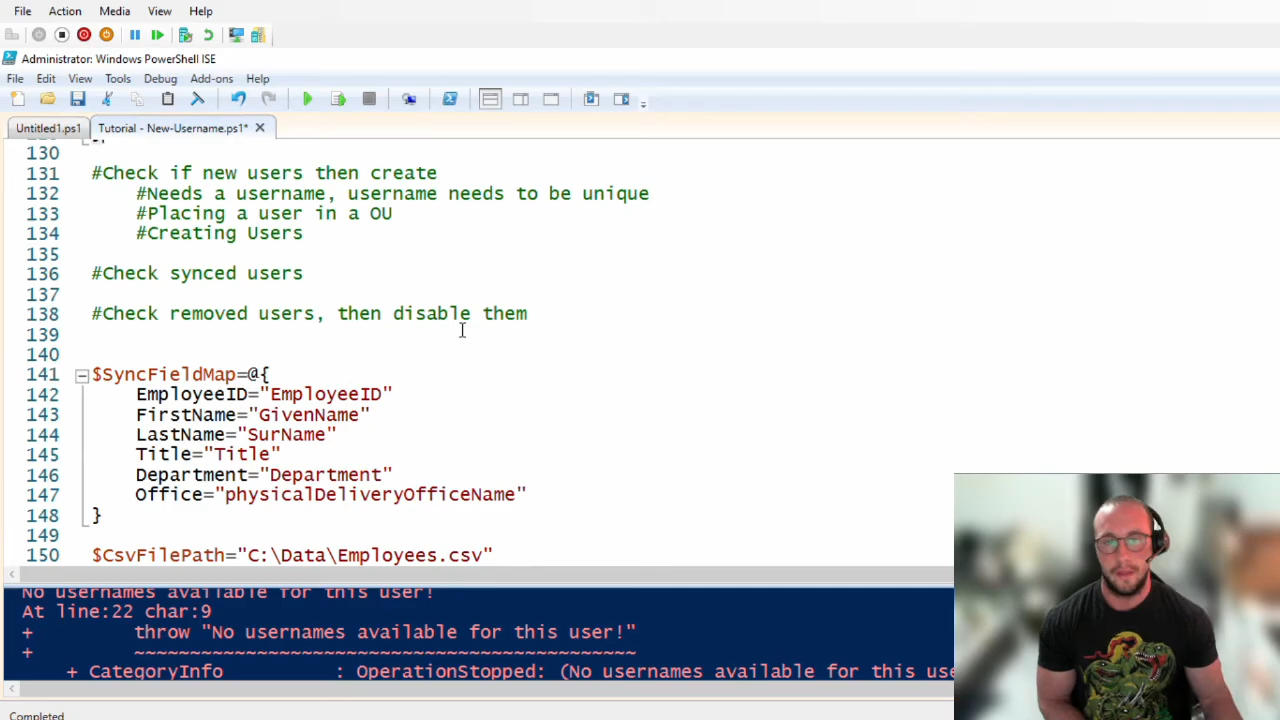 File Action Media View Help
Administrator: Windows PowerShell ISE
File Edit View Tools Debug Add-ons Help
Untitled1.ps1 Tutorial - New-Username.ps1*
130
131 #Check if new users then create
132 #Needs a username, username needs to be unique
133 #Placing a user in a OU
134 #Creating Users
135
136 #Check synced users
137
138 #Check removed users, then disable them
139
140
141 $SyncFieldMap=@{
142 EmployeeID="EmployeeID"
143 FirstName="GivenName"
144 LastName="SurName"
145 Title="Title"
146 Department="Department"
147 Office="physicalDeliveryOfficeName"
148 }
149
150 $CsvFilePath="C:\Data\Employees.csv"
No usernames available for this user!
At line:22 char:9
+ throw "No usernames available for this user!"
+ ~~~~~~~~~~~~~~~~~~~~~~~~~~~~~~~~~~~~~~~~~~~~~
+ CategoryInfo : OperationStopped: (No usernames available for this use
Completed